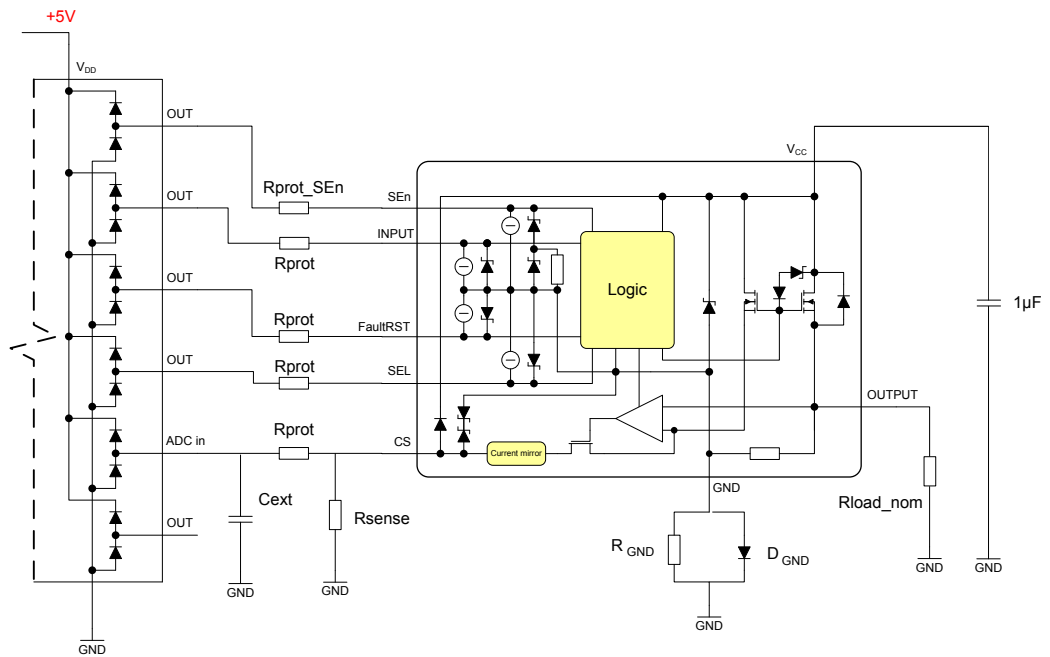 +5V
VDD
OUT
VCC
Rprot_SEn
SEn
OUT
INPUT
Rprot
Logic
OUT
1µF
Rprot
FaultRST
OUT
Rprot
SEL
OUTPUT
ADC in
Rprot
CS
Current mirror
GND
Cext
Rsense
Rload_nom
OUT
R GND
D GND
GND
GND
GND
GND
GND
GND